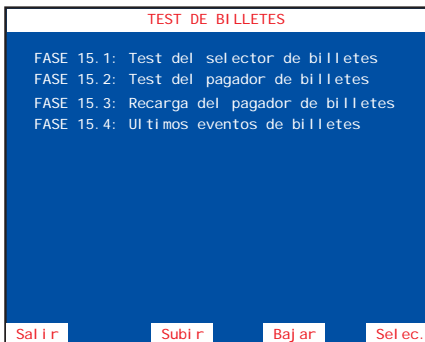 TEST DE BILLETES
FASE 15.1: Test del selector de billetes
FASE 15.2: Test del pagador de billetes
FASE 15.3: Recarga del pagador de billetes
FASE 15.4: Ultimos eventos de billetes
Salir Subir Bajar Selec.